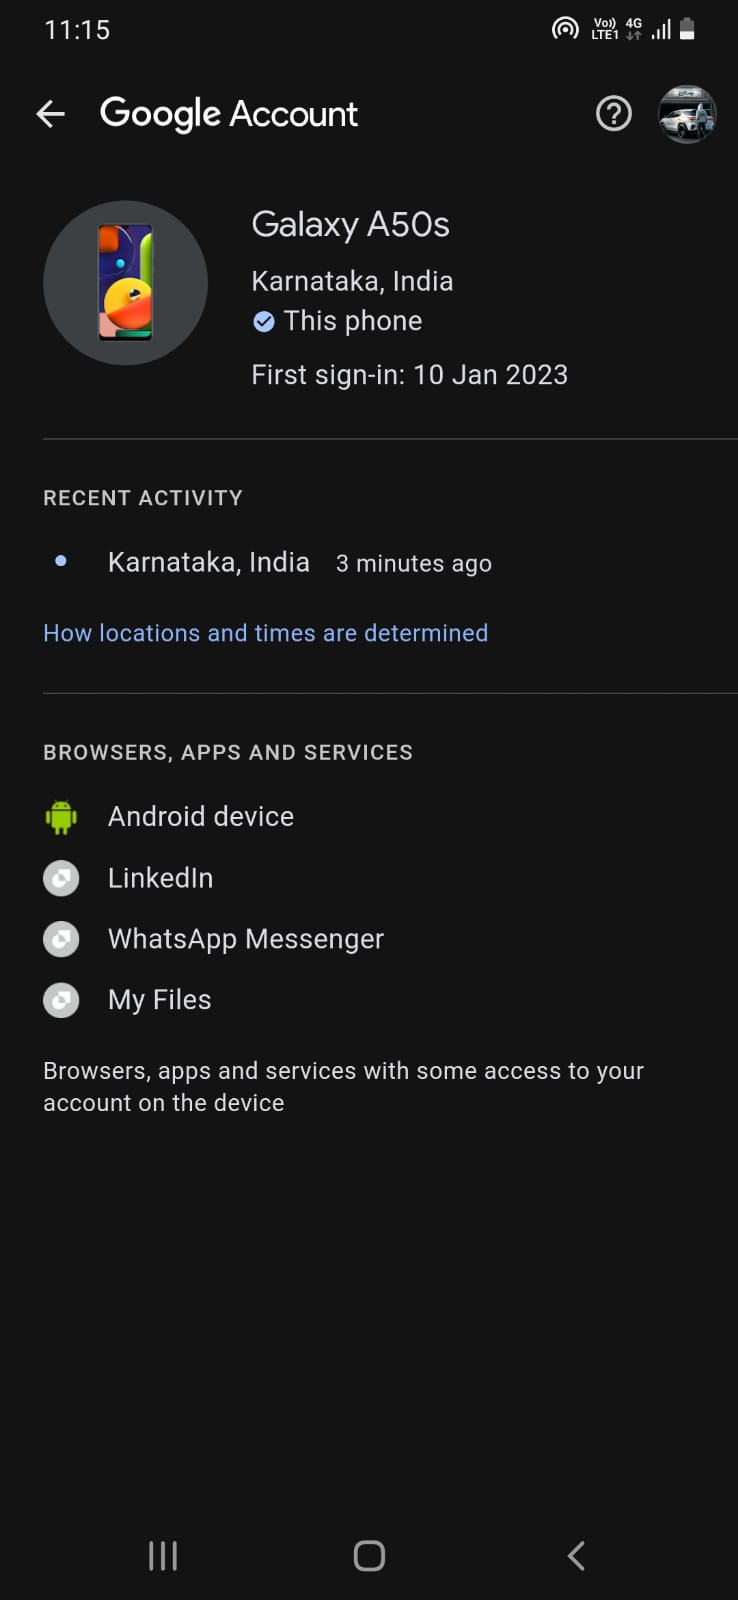 11:15
Vo)) 4G
LTE1
Google Account
Galaxy A50s
Karnataka, India
This phone
First sign-in: 10 Jan 2023
RECENT ACTIVITY
Karnataka, India 3 minutes ago
How locations and times are determined
BROWSERS, APPS AND SERVICES
Android device
LinkedIn
WhatsApp Messenger
My Files
Browsers, apps and services with some access to your
account on the device